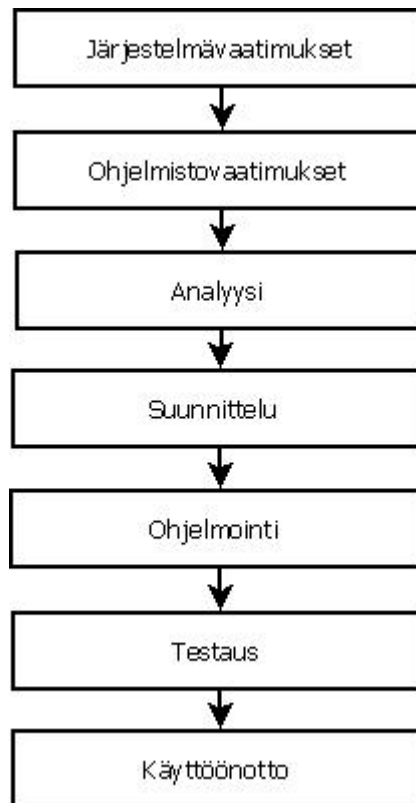 Järjestelmävaatimukset
Ohjelmistovaatimukset
Analyysi
Suunnittelu
Ohjelmointi
Testaus
Käyttöönotto